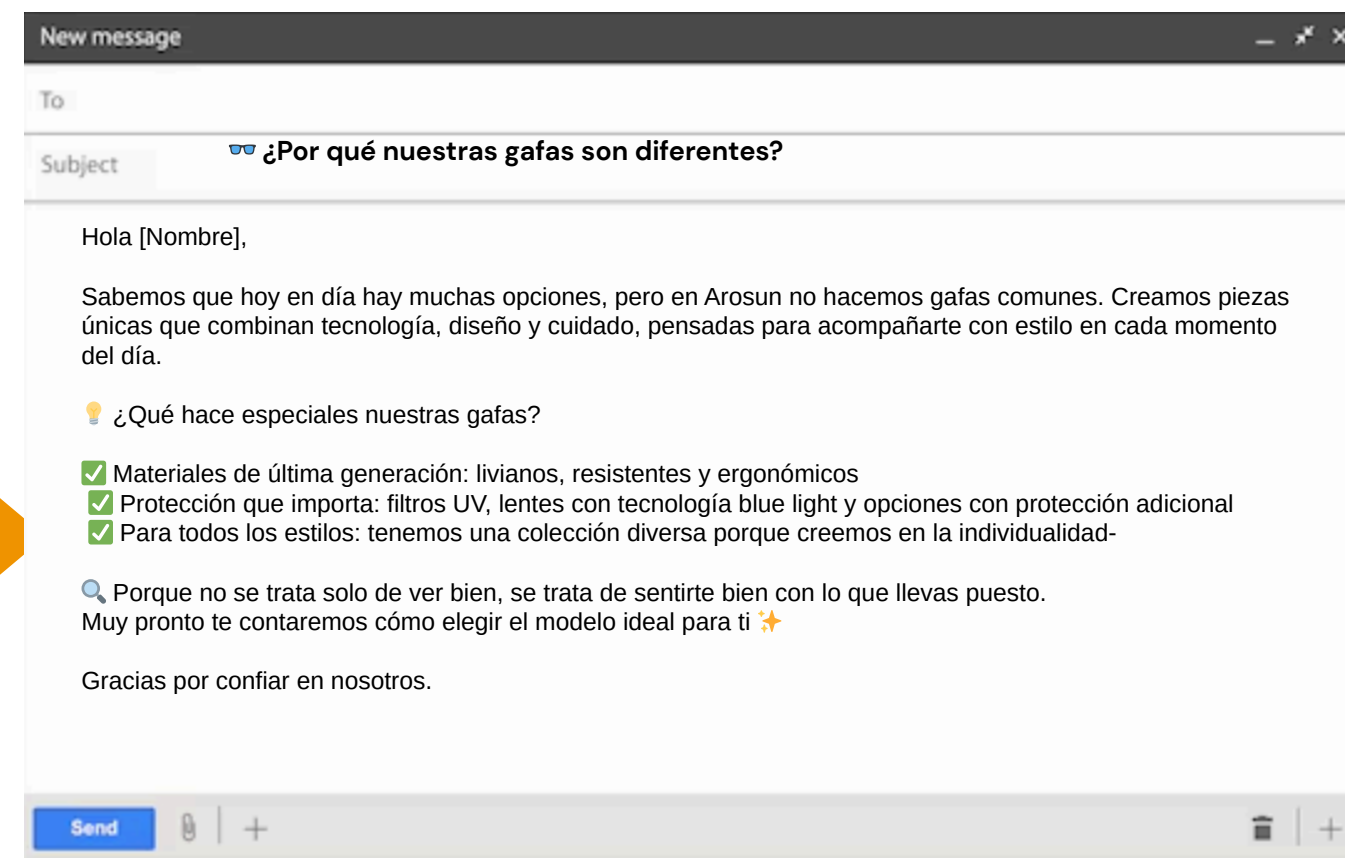 New message
To
Subject
👓 ¿Por qué nuestras gafas son diferentes?
Hola [Nombre],
Sabemos que hoy en día hay muchas opciones, pero en Arosun no hacemos gafas comunes. Creamos piezas
únicas que combinan tecnología, diseño y cuidado, pensadas para acompañarte con estilo en cada momento
del día.
💡 ¿Qué hace especiales nuestras gafas?
✅ Materiales de última generación: livianos, resistentes y ergonómicos
✅ Protección que importa: filtros UV, lentes con tecnología blue light y opciones con protección adicional
✅ Para todos los estilos: tenemos una colección diversa porque creemos en la individualidad-
🔍 Porque no se trata solo de ver bien, se trata de sentirte bien con lo que llevas puesto.
Muy pronto te contaremos cómo elegir el modelo ideal para ti ✨
Gracias por confiar en nosotros.
Send